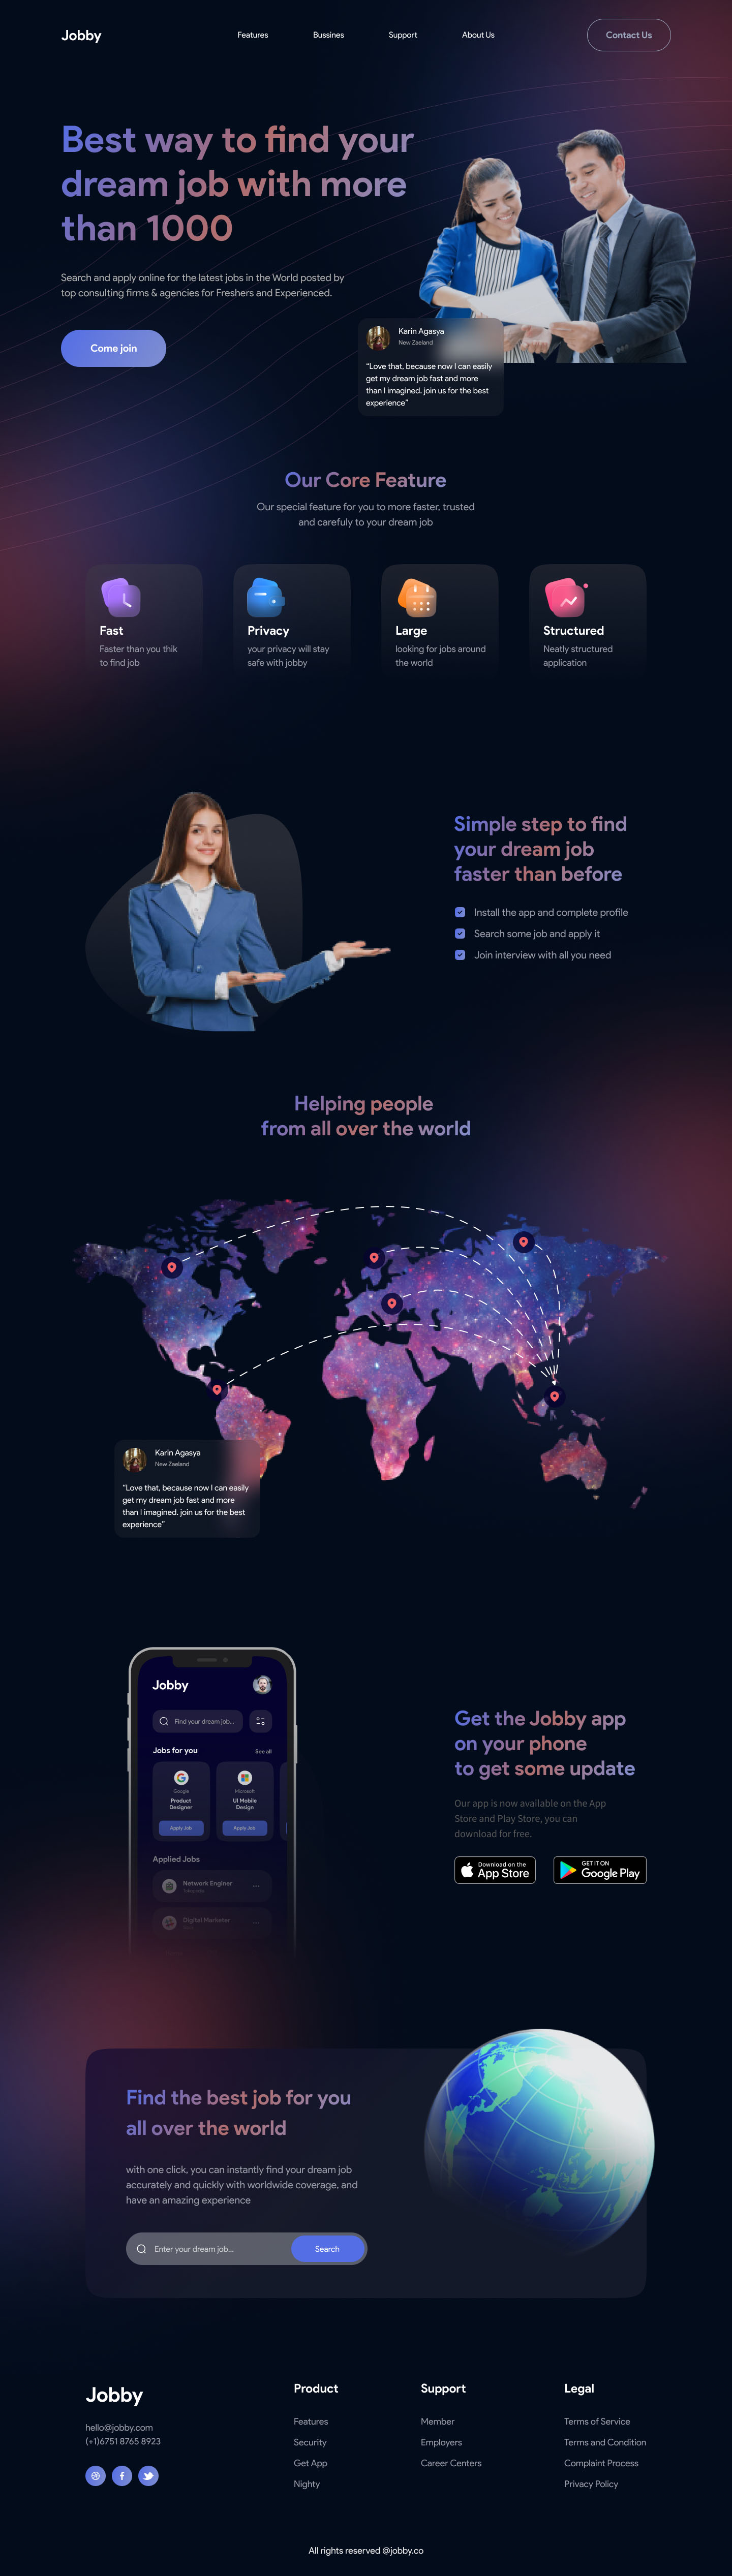 Jobby
Features
Bussines
Support
About Us
Contact Us
Best way to find your
dream job with more
than 1000
Search and apply online for the latest jobs in the World posted by
top consulting firms & agencies for Freshers and Experienced.
Come join
Karin Agasya
New Zaeland
“Love that, because now I can easily
get my dream job fast and more
than I imagined. join us for the best
experience”
Our Core Feature
Our special feature for you to more faster, trusted
and carefuly to your dream job
Fast
Faster than you thik
to find job
Privacy
your privacy will stay
safe with jobby
Large
looking for jobs around
the world
Structured
Neatly structured
application
Simple step to find
your dream job
faster than before
Install the app and complete profile
Search some job and apply it
Join interview with all you need
Helping people
from all over the world
Karin Agasya
New Zaeland
“Love that, because now I can easily
get my dream job fast and more
than I imagined. join us for the best
experience”
Jobby
Find your dream job...
Jobs for you
See all
Google
Product
Designer
Apply Job
Microsoft
UI Mobile
Design
Apply Job
Applied Jobs
Network Enginer
Tokopedia
Digital Marketer
Get the Jobby app
on your phone
to get some update
Our app is now available on the App
Store and Play Store, you can
download for free.
Download on the
App Store
GET IT ON
Google Play
Find the best job for you
all over the world
with one click, you can instantly find your dream job
accurately and quickly with worldwide coverage, and
have an amazing experience
Enter your dream job...
Search
Jobby
hello@jobby.com
(+1)6751 8765 8923
Product
Features
Security
Get App
Nighty
Support
Member
Employers
Career Centers
Legal
Terms of Service
Terms and Condition
Complaint Process
Privacy Policy
All rights reserved @jobby.co